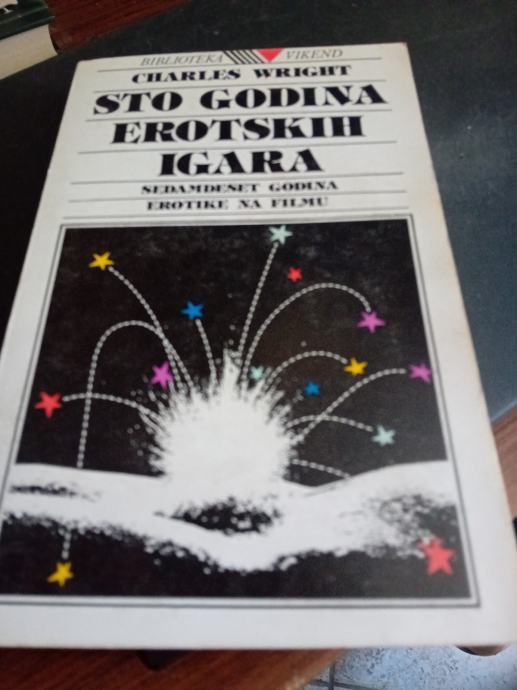 BIBLIOTEKA VIKEND
CHARLES WRIGHT
STO GODINA
EROTSKIH
IGARA
SEDAMDESET GODINA
EROTIKE NA FILMU